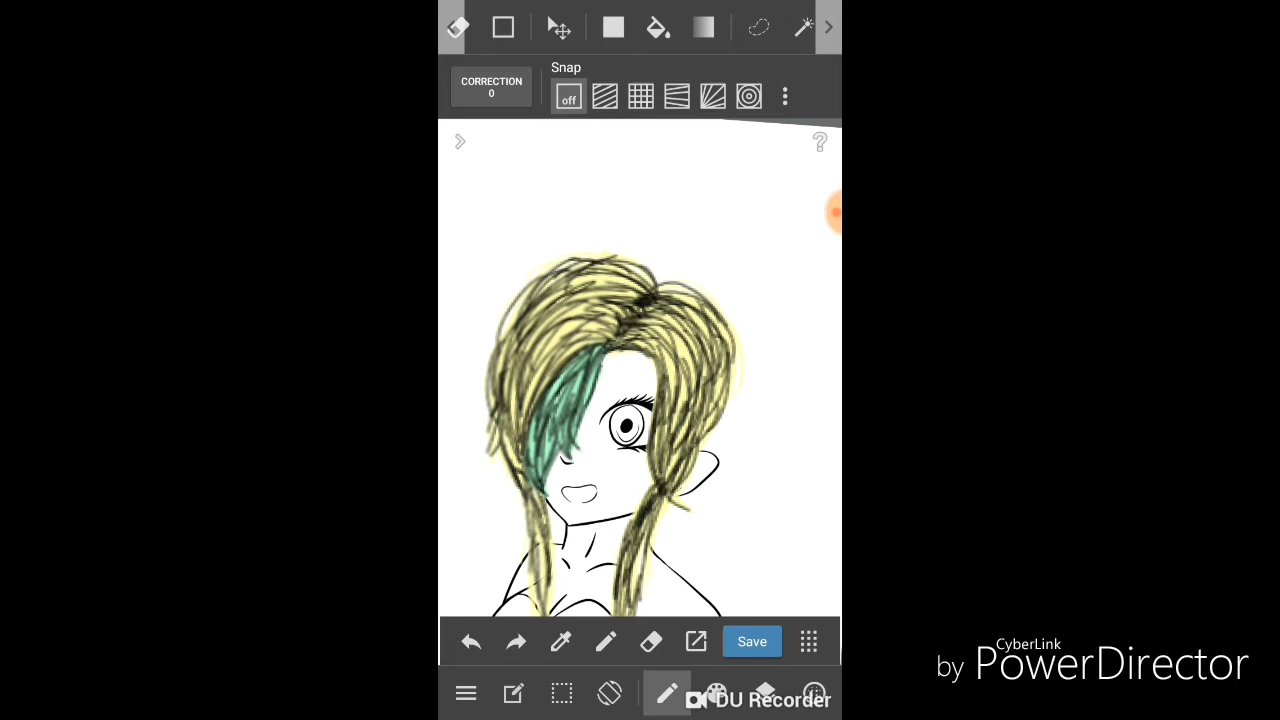 Snap
CORRECTION
0
off
?
Save
DU Recorder
CyberLink
by PowerDirector